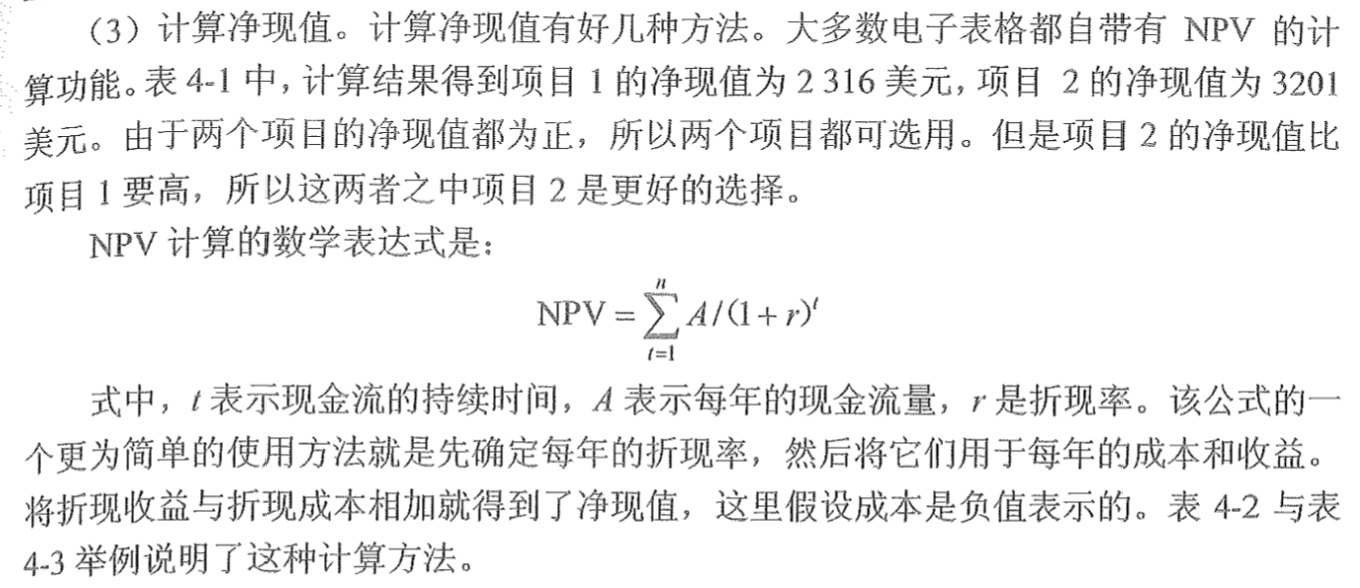 （3）计算净现值。计算净现值有好几种方法。大多数电子表格都自带有 NPV 的计
算功能。表 4-1 中，计算结果得到项目 1 的净现值为 2 316 美元，项目 2 的净现值为 3201
美元。由于两个项目的净现值都为正，所以两个项目都可选用。但是项目 2 的净现值比
项目 1 要高，所以这两者之中项目 2 是更好的选择。
NPV 计算的数学表达式是：
n
NPV = ∑ A/(1+r)^t
t=1
式中，t 表示现金流的持续时间，A 表示每年的现金流量，r 是折现率。该公式的一
个更为简单的使用方法就是先确定每年的折现率，然后将它们用于每年的成本和收益。
将折现收益与折现成本相加就得到了净现值，这里假设成本是负值表示的。表 4-2 与表
4-3 举例说明了这种计算方法。